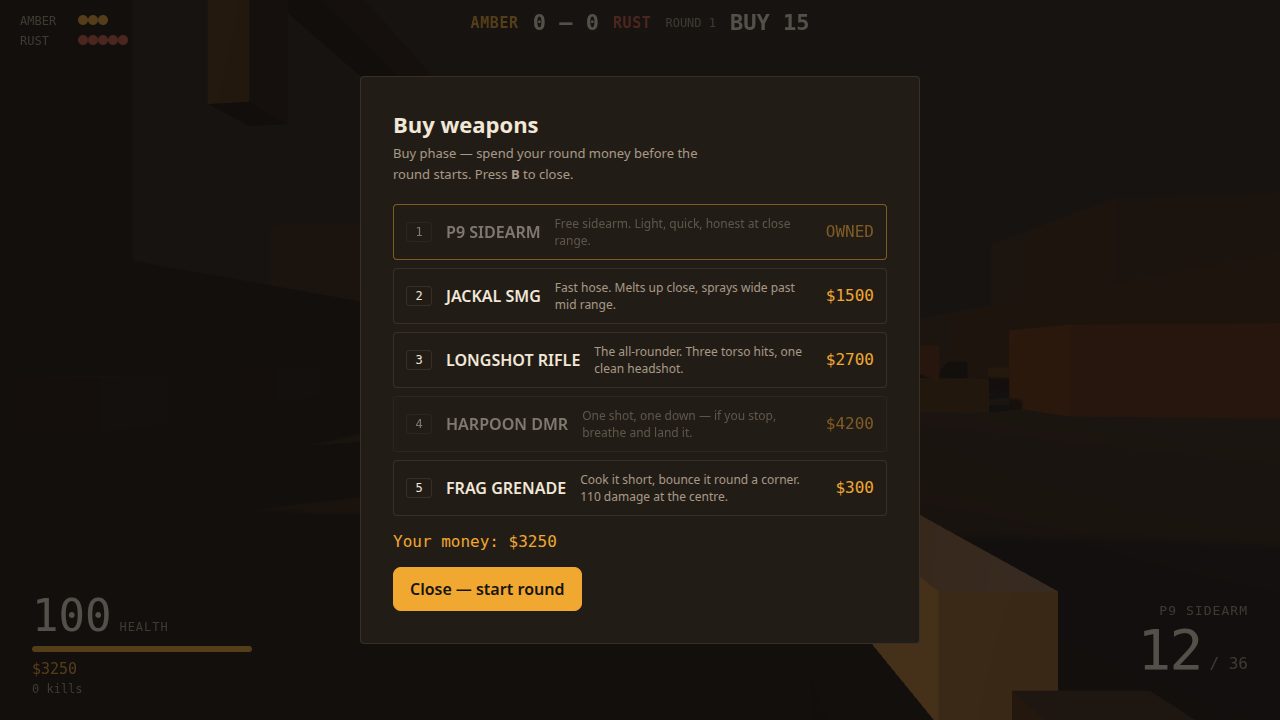 AMBER
RUST
AMBER 0 — 0 RUST ROUND 1 BUY 15
Buy weapons
Buy phase — spend your round money before the
round starts. Press B to close.
1 P9 SIDEARM Free sidearm. Light, quick, honest at close
range. OWNED
2 JACKAL SMG Fast hose. Melts up close, sprays wide past
mid range. $1500
3 LONGSHOT RIFLE The all-rounder. Three torso hits, one
clean headshot. $2700
4 HARPOON DMR One shot, one down — if you stop,
breathe and land it. $4200
5 FRAG GRENADE Cook it short, bounce it round a corner.
110 damage at the centre. $300
Your money: $3250
Close — start round
100 HEALTH
$3250
0 kills
P9 SIDEARM
12 / 36